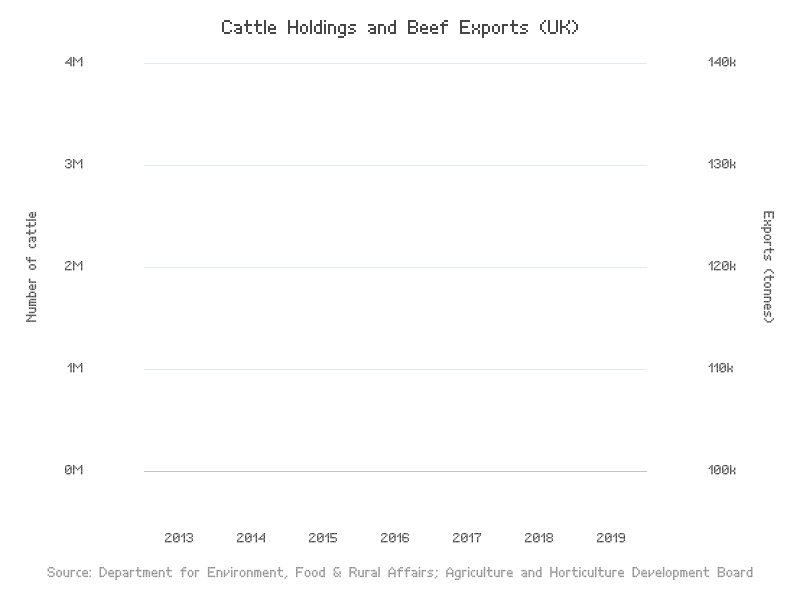 Cattle Holdings and Beef Exports (UK)
4M
140k
3M
130k
Number of cattle
Exports (tonnes)
2M
120k
1M
110k
0M
100k
2013 2014 2015 2016 2017 2018 2019
Source: Department for Environment, Food & Rural Affairs; Agriculture and Horticulture Development Board